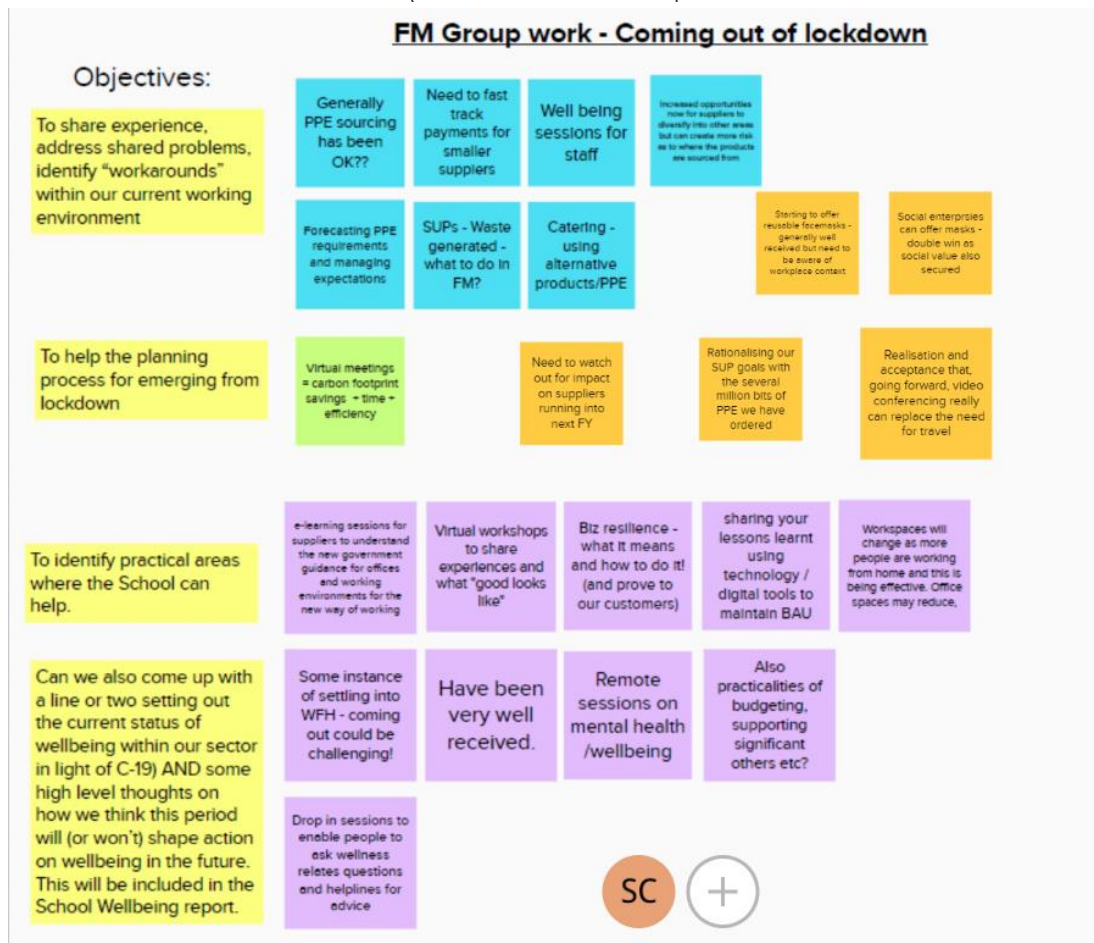 FM Group work - Coming out of lockdown
Objectives:
To share experience,
address shared problems,
identify “workarounds”
within our current working
environment
Generally
PPE sourcing
has been
OK??
Need to fast
track
payments for
smaller
suppliers
Well being
sessions for
staff
Increased opportunities
now for suppliers to
diversify into other areas
but can create more risk
as to where the products
are sourced from
Forecasting PPE
requirements
and managing
expectations
SUPs - Waste
generated -
what to do in
FM?
Catering -
using
alternative
products/PPE
Starting to offer
reusable facemasks -
generally well
received but need to
be aware of
workplace context
Social enterprsies
can offer masks -
double win as
social value also
secured
To help the planning
process for emerging from
lockdown
Virtual meetings
= carbon footprint
savings + time +
efficiency
Need to watch
out for impact
on suppliers
running into
next FY
Rationalising our
SUP goals with
the several
million bits of
PPE we have
ordered
Realisation and
acceptance that,
going forward, video
conferencing really
can replace the need
for travel
To identify practical areas
where the School can
help.
e-learning sessions for
suppliers to understand
the new government
guidance for offices
and working
environments for the
new way of working
Virtual workshops
to share
experiences and
what "good looks
like"
Biz resilience -
what it means
and how to do it!
(and prove to
our customers)
sharing your
lessons learnt
using
technology /
digital tools to
maintain BAU
Workspaces will
change as more
people are working
from home and this is
being effective. Office
spaces may reduce,
Can we also come up with
a line or two setting out
the current status of
wellbeing within our sector
in light of C-19) AND some
high level thoughts on
how we think this period
will (or won’t) shape action
on wellbeing in the future.
This will be included in the
School Wellbeing report.
Some instance
of settling into
WFH - coming
out could be
challenging!
Have been
very well
received.
Remote
sessions on
mental health
/wellbeing
Also
practicalities of
budgeting,
supporting
significant
others etc?
Drop in sessions to
enable people to
ask wellness
relates questions
and helplines for
advice
SC